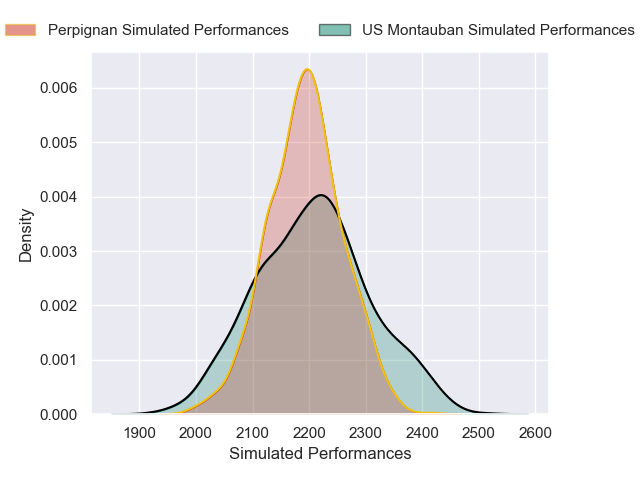 Perpignan Simulated Performances
US Montauban Simulated Performances
0.006
0.005
0.004
0.003
0.002
0.001
0.000
Density
1900 2000 2100 2200 2300 2400 2500 2600
Simulated Performances